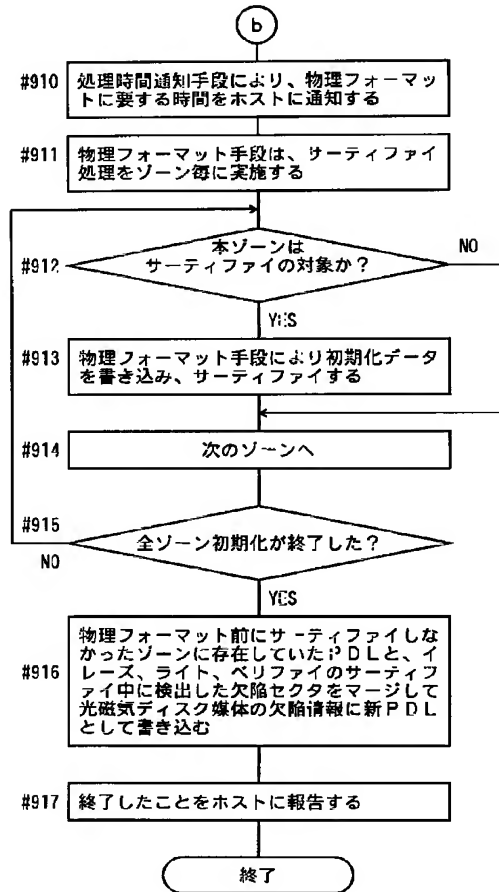 b
#910
処理時間通知手段により、物理フォーマッ
トに要する時間をホストに通知する
#911
物理フォーマット手段は、サーティファイ
処理をゾーン毎に実施する
#912
本ゾーンは
サーティファイの対象か?
NO
YES
#913
物理フォーマット手段により初期化データ
を書き込み、サーティファイする
#914
次のゾーンへ
#915
全ゾーン初期化が終了した?
NO
YES
#916
物理フォーマット前にサーティファイしな
かったゾーンに存在していたPDLと、イ
レーズ、ライト、ベリファイのサーティ
ファイ中に検出した欠陥セクタをマージして
光磁気ディスク媒体の欠陥情報に新PDL
として書き込む
#917
終了したことをホストに報告する
終了